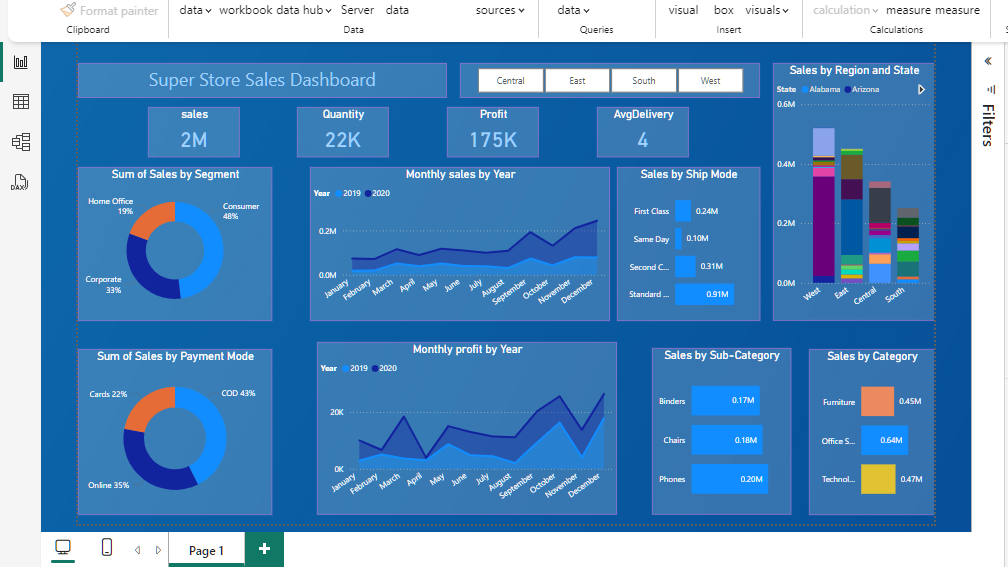 Format painter
data workbook data hub Server data sources data visual box visuals calculation measure measure
Clipboard Data Queries Insert Calculations
Super Store Sales Dashboard
Central East South West
sales
2M
Quantity
22K
Profit
175K
AvgDelivery
4
Sales by Region and State
State Alabama Arizona
0.6M
0.4M
0.2M
0.0M
West East Central South
Sum of Sales by Segment
Home Office
19%
Consumer
48%
Corporate
33%
Monthly sales by Year
Year 2019 2020
0.2M
0.0M
January February March April May June July August September October November December
Sales by Ship Mode
First Class 0.24M
Same Day 0.10M
Second C... 0.31M
Standard ... 0.91M
Sum of Sales by Payment Mode
Cards 22%
COD 43%
Online 35%
Monthly profit by Year
Year 2019 2020
20K
0K
January February March April May June July August September October November December
Sales by Sub-Category
Binders 0.17M
Chairs 0.18M
Phones 0.20M
Sales by Category
Furniture 0.45M
Office S... 0.64M
Technol... 0.47M
Filters
DAX
Page 1